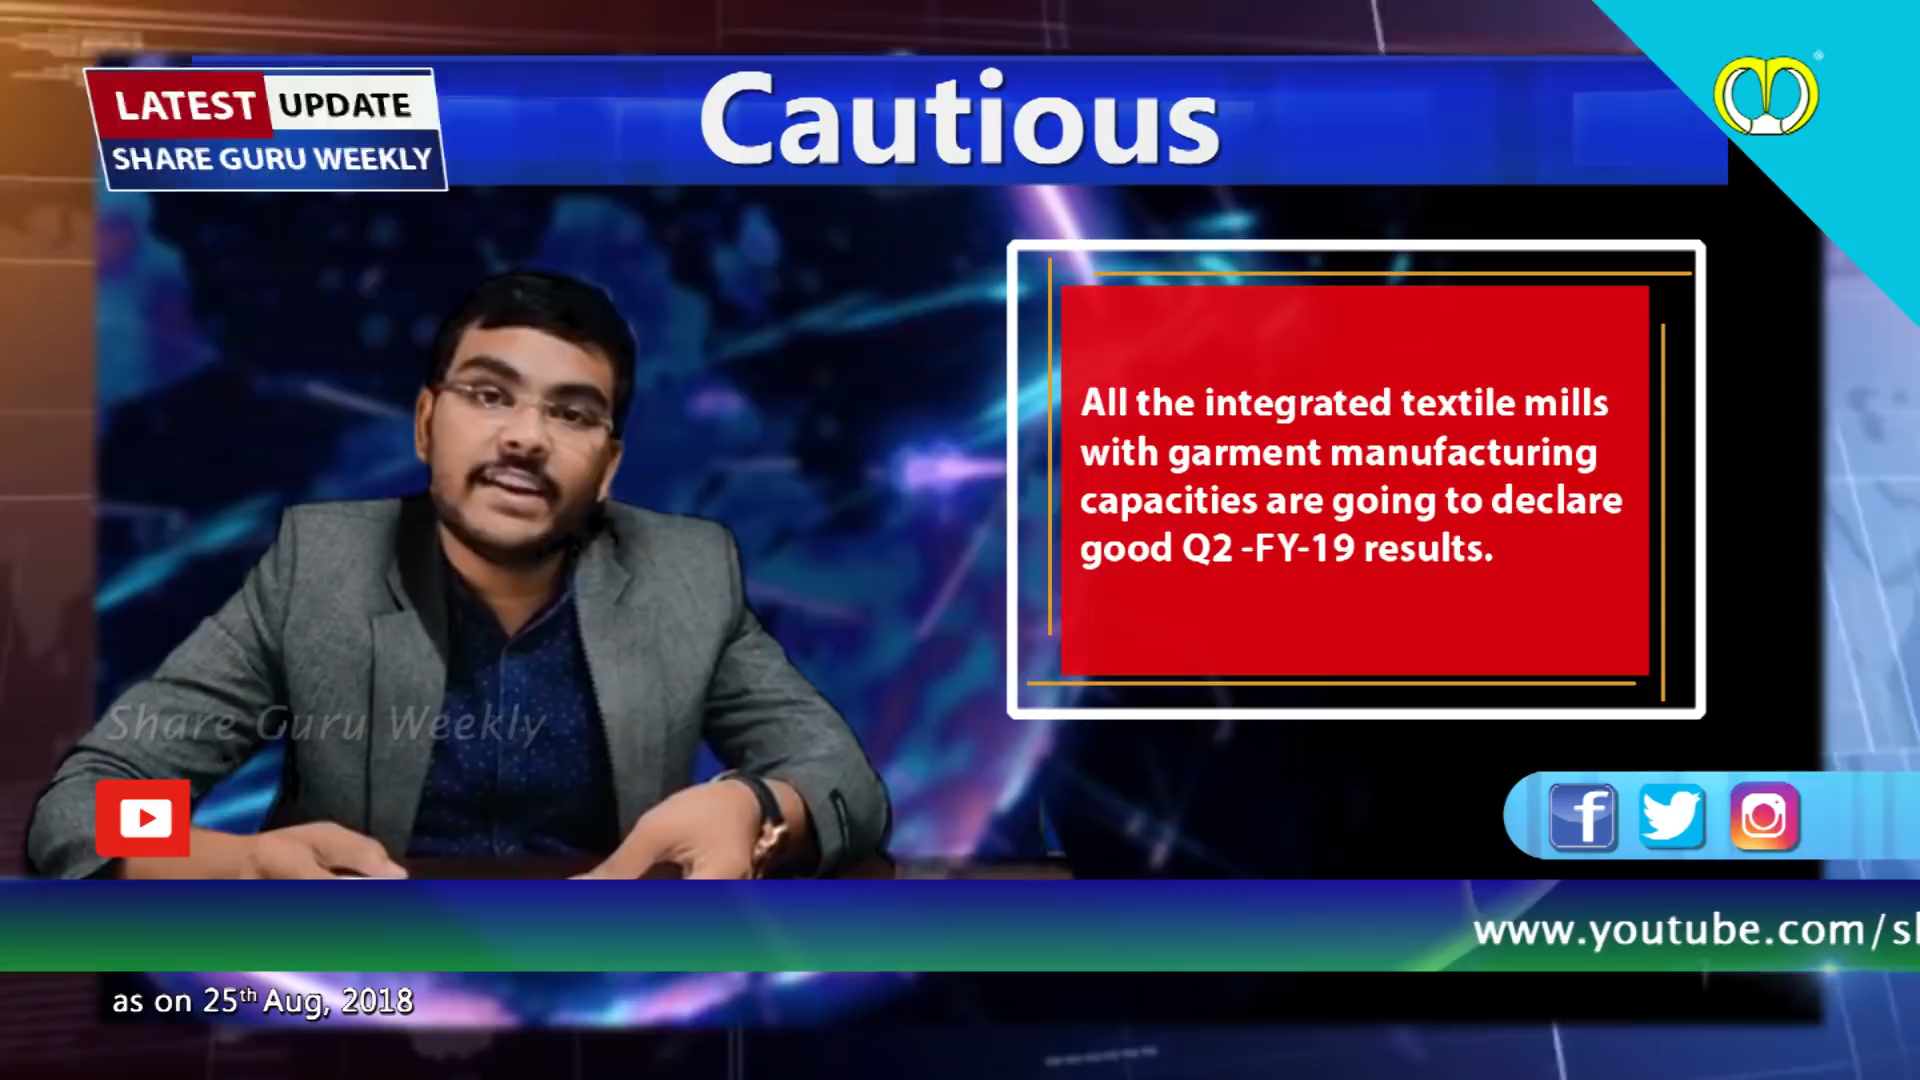 LATEST UPDATE
SHARE GURU WEEKLY
Cautious
®
All the integrated textile mills
with garment manufacturing
capacities are going to declare
good Q2 -FY-19 results.
Share Guru Weekly
f
www.youtube.com/sl
as on 25th Aug, 2018